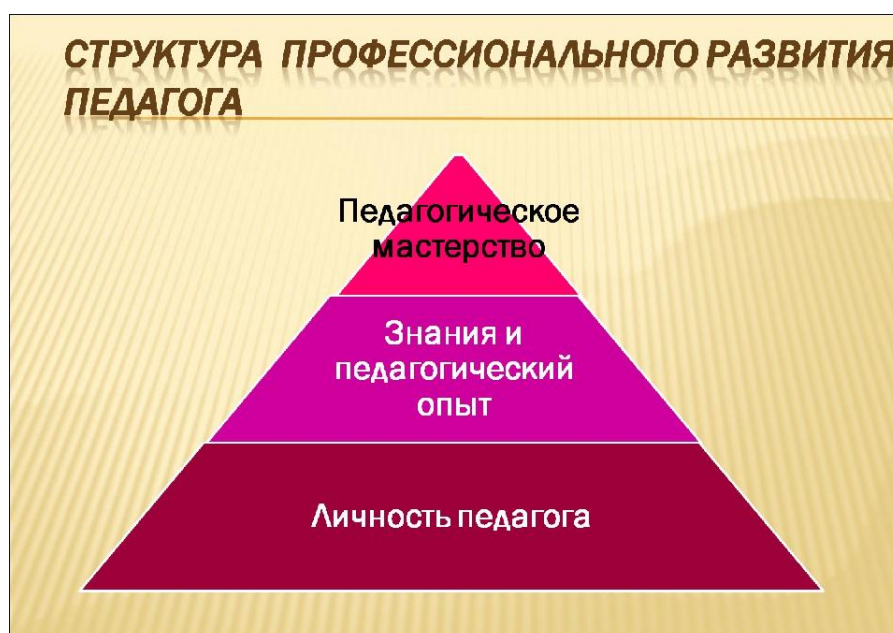 СТРУКТУРА ПРОФЕССИОНАЛЬНОГО РАЗВИТИЯ
ПЕДАГОГА
Педагогическое
мастерство
Знания и
педагогический
опыт
Личность педагога